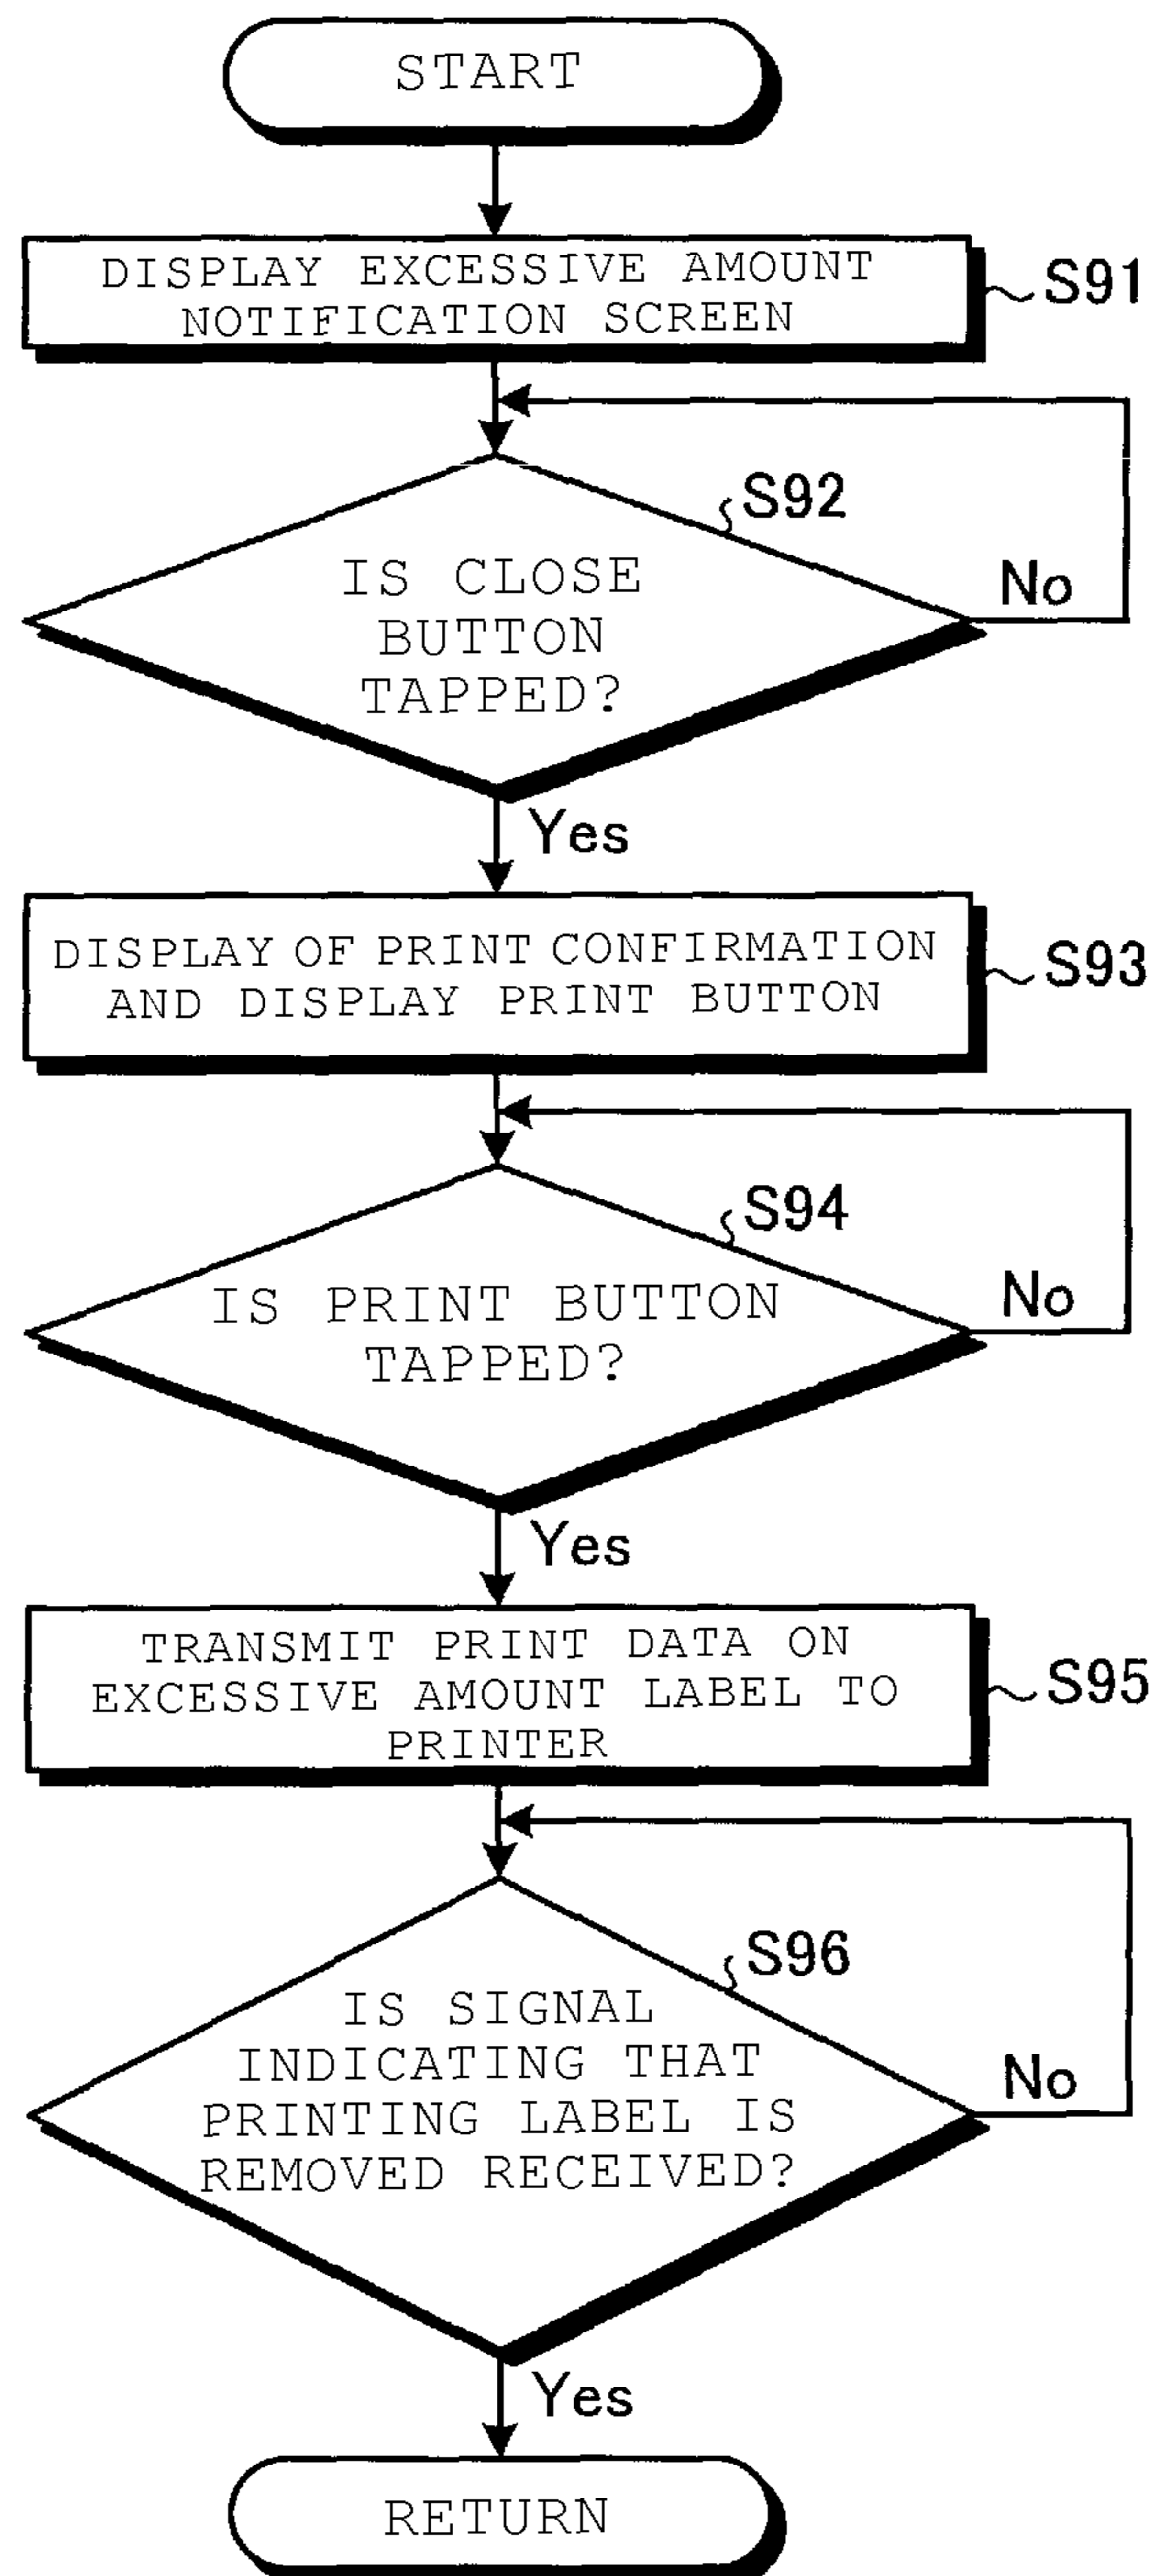 START
DISPLAY EXCESSIVE AMOUNT
NOTIFICATION SCREEN
S91
S92
IS CLOSE
BUTTON
TAPPED?
No
Yes
DISPLAY OF PRINT CONFIRMATION
AND DISPLAY PRINT BUTTON
S93
S94
IS PRINT BUTTON
TAPPED?
No
Yes
TRANSMIT PRINT DATA ON
EXCESSIVE AMOUNT LABEL TO
PRINTER
S95
S96
IS SIGNAL
INDICATING THAT
PRINTING LABEL IS
REMOVED RECEIVED?
No
Yes
RETURN